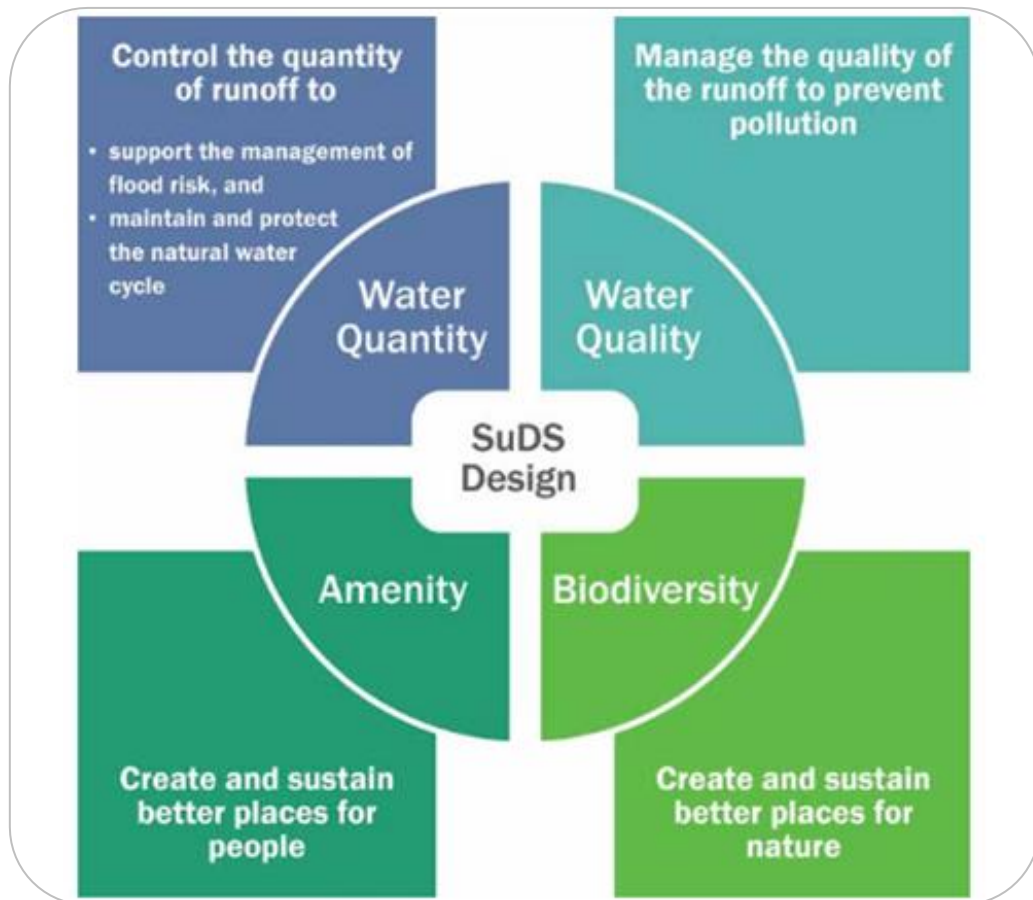 Control the quantity
of runoff to
• support the management of
flood risk, and
• maintain and protect
the natural water
cycle
Manage the quality of
the runoff to prevent
pollution
Water
Quantity
Water
Quality
SuDS
Design
Amenity
Biodiversity
Create and sustain
better places for
people
Create and sustain
better places for
nature